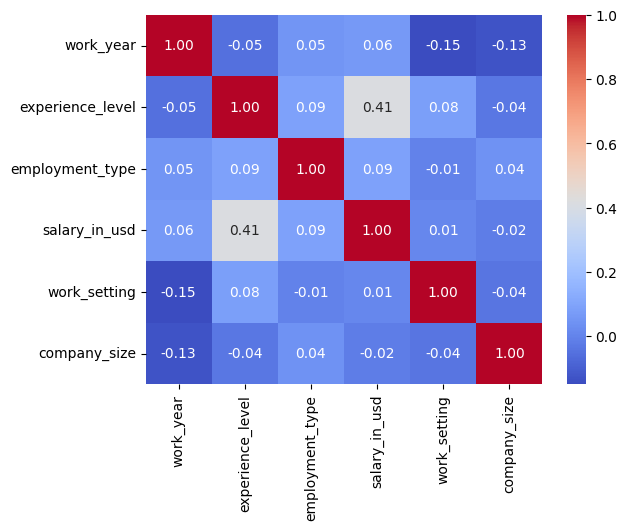 work_year 1.00 -0.05 0.05 0.06 -0.15 -0.13
experience_level -0.05 1.00 0.09 0.41 0.08 -0.04
employment_type 0.05 0.09 1.00 0.09 -0.01 0.04
salary_in_usd 0.06 0.41 0.09 1.00 0.01 -0.02
work_setting -0.15 0.08 -0.01 0.01 1.00 -0.04
company_size -0.13 -0.04 0.04 -0.02 -0.04 1.00
work_year
experience_level
employment_type
salary_in_usd
work_setting
company_size
1.0
0.8
0.6
0.4
0.2
0.0